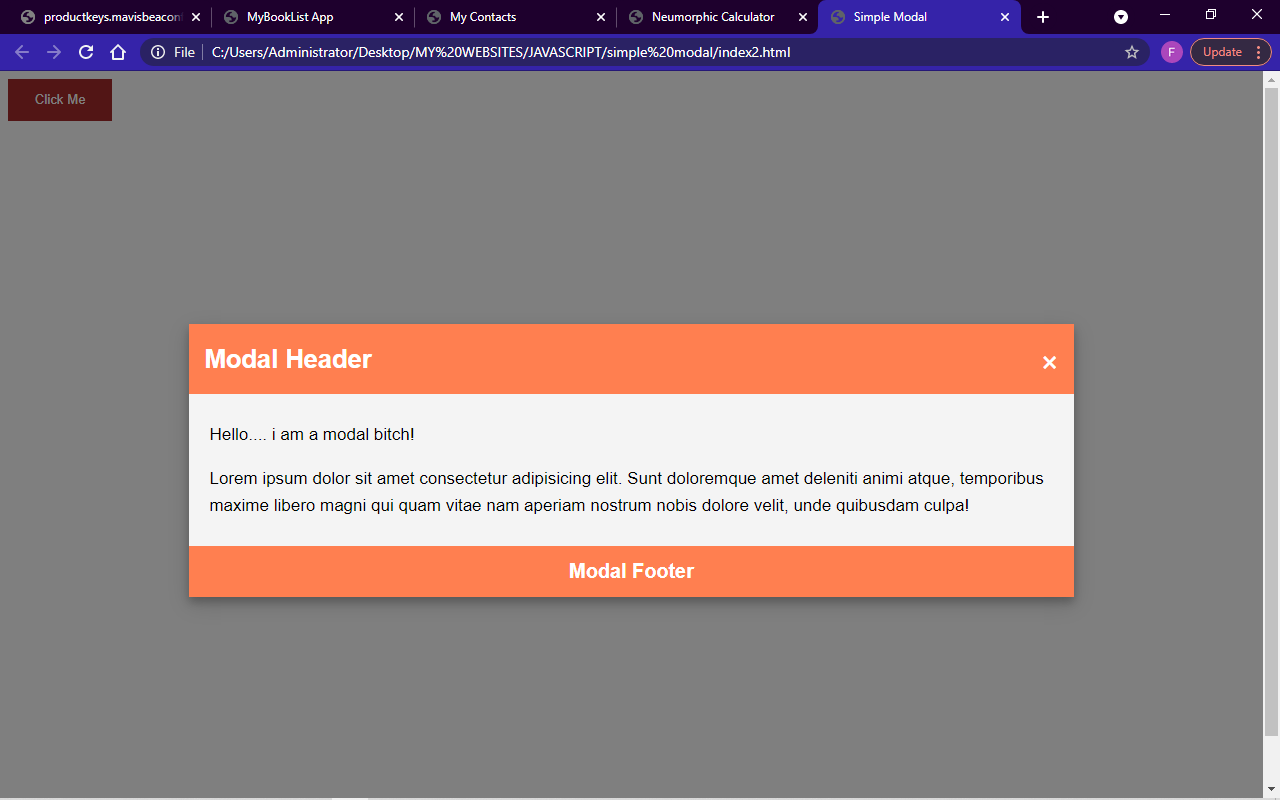 productkeys.mavisbeacon
MyBookList App
My Contacts
Neumorphic Calculator
Simple Modal
File
C:/Users/Administrator/Desktop/MY%20WEBSITES/JAVASCRIPT/simple%20modal/index2.html
F
Update
Click Me
Modal Header
×
Hello.... i am a modal bitch!
Lorem ipsum dolor sit amet consectetur adipisicing elit. Sunt doloremque amet deleniti animi atque, temporibus
maxime libero magni qui quam vitae nam aperiam nostrum nobis dolore velit, unde quibusdam culpa!
Modal Footer